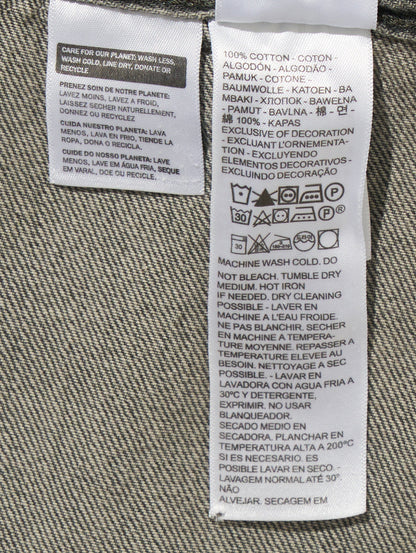 CARE FOR OUR PLANET: WASH LESS,
WASH COLD, LINE DRY, DONATE OR
RECYCLE
PRENEZ SOIN DE NOTRE PLANETE:
LAVEZ MOINS, LAVEZ A FROID,
LAISSEZ SECHER NATURELLEMENT,
DONNEZ OU RECYCLEZ
CUIDA NUESTRO PLANETA: LAVA
MENOS, LAVA EN FRIO, TIENDE LA
ROPA, DONA O RECICLA.
CUIDE DO NOSSO PLANETA: LAVE
MENOS, LAVE EM ÁGUA FRIA, SEQUE
EM VARAL, DOE OU RECICLE.
100% COTTON - COTON -
ALGODÓN - ALGODÃO -
PAMUK - COTONE -
BAUMWOLLE - KATOEN - BA
MBAKI - ХЛОПОК - BAWEŁNA
- PAMUT - BAVLNA - 棉 - 면 -
綿 100% - KAPAS
EXCLUSIVE OF DECORATION
- EXCLUANT L'ORNEMENTA-
TION - EXCLUYENDO
ELEMENTOS DECORATIVOS -
EXCLUINDO DECORAÇÃO
P
30 P ®
30
MACHINE WASH COLD. DO
NOT BLEACH. TUMBLE DRY
MEDIUM. HOT IRON
IF NEEDED. DRY CLEANING
POSSIBLE - LAVER EN
MACHINE A L'EAU FROIDE.
NE PAS BLANCHIR. SECHER
EN MACHINE A TEMPERA-
TURE MOYENNE. REPASSER A
TEMPERATURE ELEVEE AU
BESOIN. NETTOYAGE A SEC
POSSIBLE. - LAVAR EN
LAVADORA CON AGUA FRIA A
30ºC Y DETERGENTE,
EXPRIMIR. NO USAR
BLANQUEADOR.
SECADO MEDIO EN
SECADORA. PLANCHAR EN
TEMPERATURA ALTA A 200°C
SI ES NECESARIO. ES
POSIBLE LAVAR EN SECO -
LAVAGEM NORMAL ATÉ 30°.
NÃO
ALVEJAR. SECAGEM EM